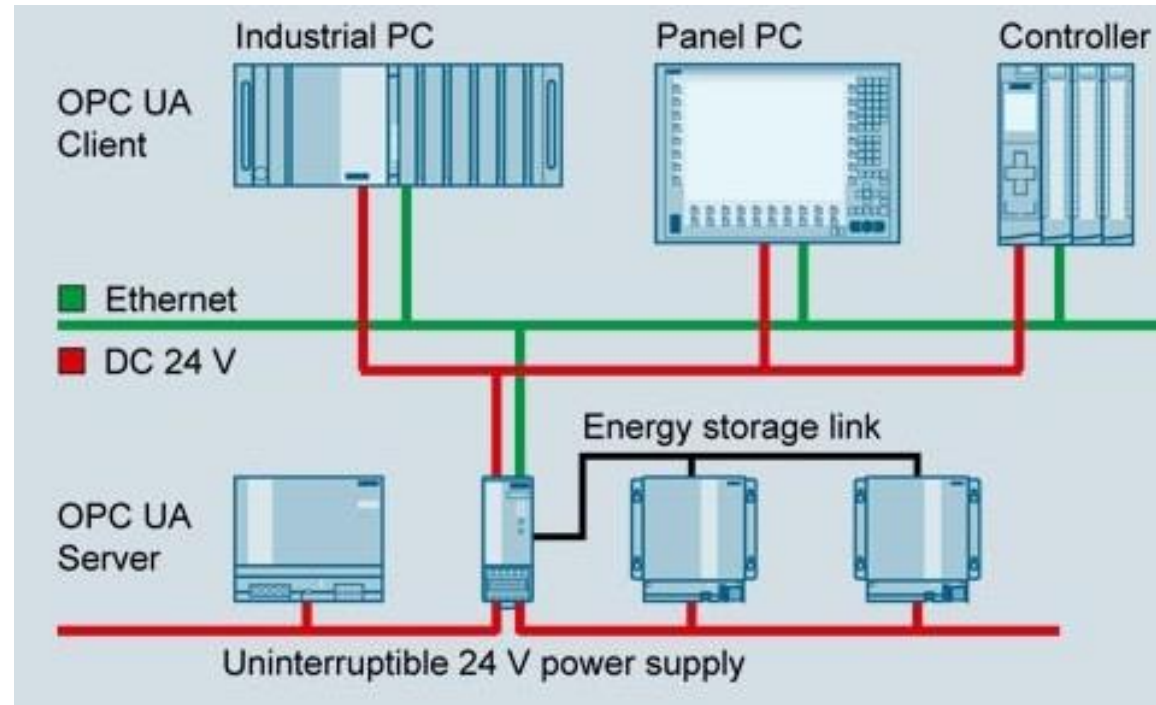 Industrial PC
Panel PC
Controller
OPC UA
Client
Ethernet
DC 24 V
Energy storage link
OPC UA
Server
Uninterruptible 24 V power supply